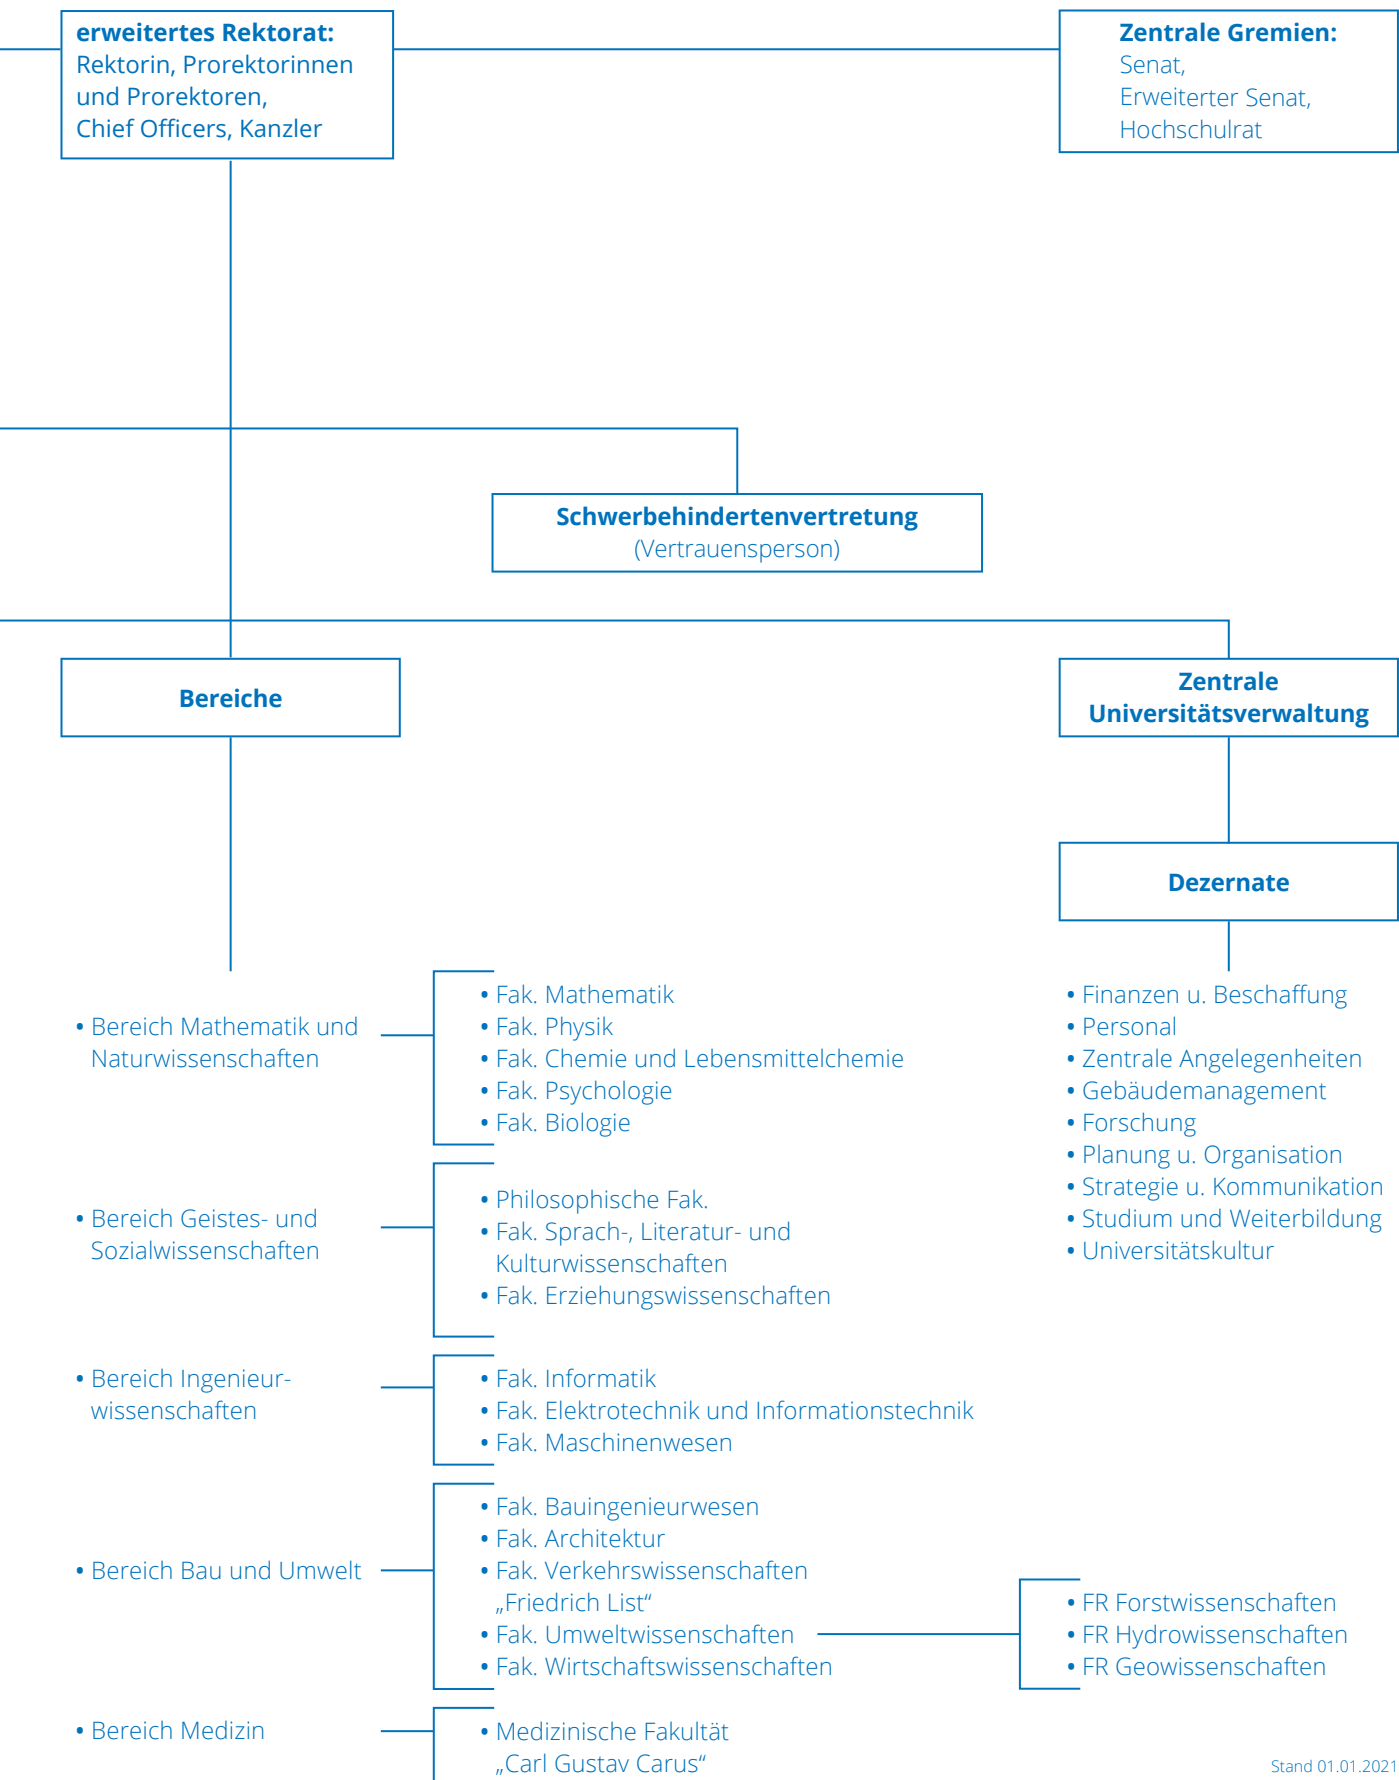 erweitertes Rektorat:
Rektorin, Prorektorinnen
und Prorektoren,
Chief Officers, Kanzler
Zentrale Gremien:
Senat,
Erweiterter Senat,
Hochschulrat
Schwerbehindertenvertretung
(Vertrauensperson)
Bereiche
Zentrale
Universitätsverwaltung
Dezernate
• Bereich Mathematik und
Naturwissenschaften
• Fak. Mathematik
• Fak. Physik
• Fak. Chemie und Lebensmittelchemie
• Fak. Psychologie
• Fak. Biologie
• Finanzen u. Beschaffung
• Personal
• Zentrale Angelegenheiten
• Gebäudemanagement
• Forschung
• Planung u. Organisation
• Strategie u. Kommunikation
• Studium und Weiterbildung
• Universitätskultur
• Bereich Geistes- und
Sozialwissenschaften
• Philosophische Fak.
• Fak. Sprach-, Literatur- und
Kulturwissenschaften
• Fak. Erziehungswissenschaften
• Bereich Ingenieur-
wissenschaften
• Fak. Informatik
• Fak. Elektrotechnik und Informationstechnik
• Fak. Maschinenwesen
• Bereich Bau und Umwelt
• Fak. Bauingenieurwesen
• Fak. Architektur
• Fak. Verkehrswissenschaften
„Friedrich List“
• Fak. Umweltwissenschaften
• Fak. Wirtschaftswissenschaften
• FR Forstwissenschaften
• FR Hydrowissenschaften
• FR Geowissenschaften
• Bereich Medizin
• Medizinische Fakultät
„Carl Gustav Carus“
Stand 01.01.2021